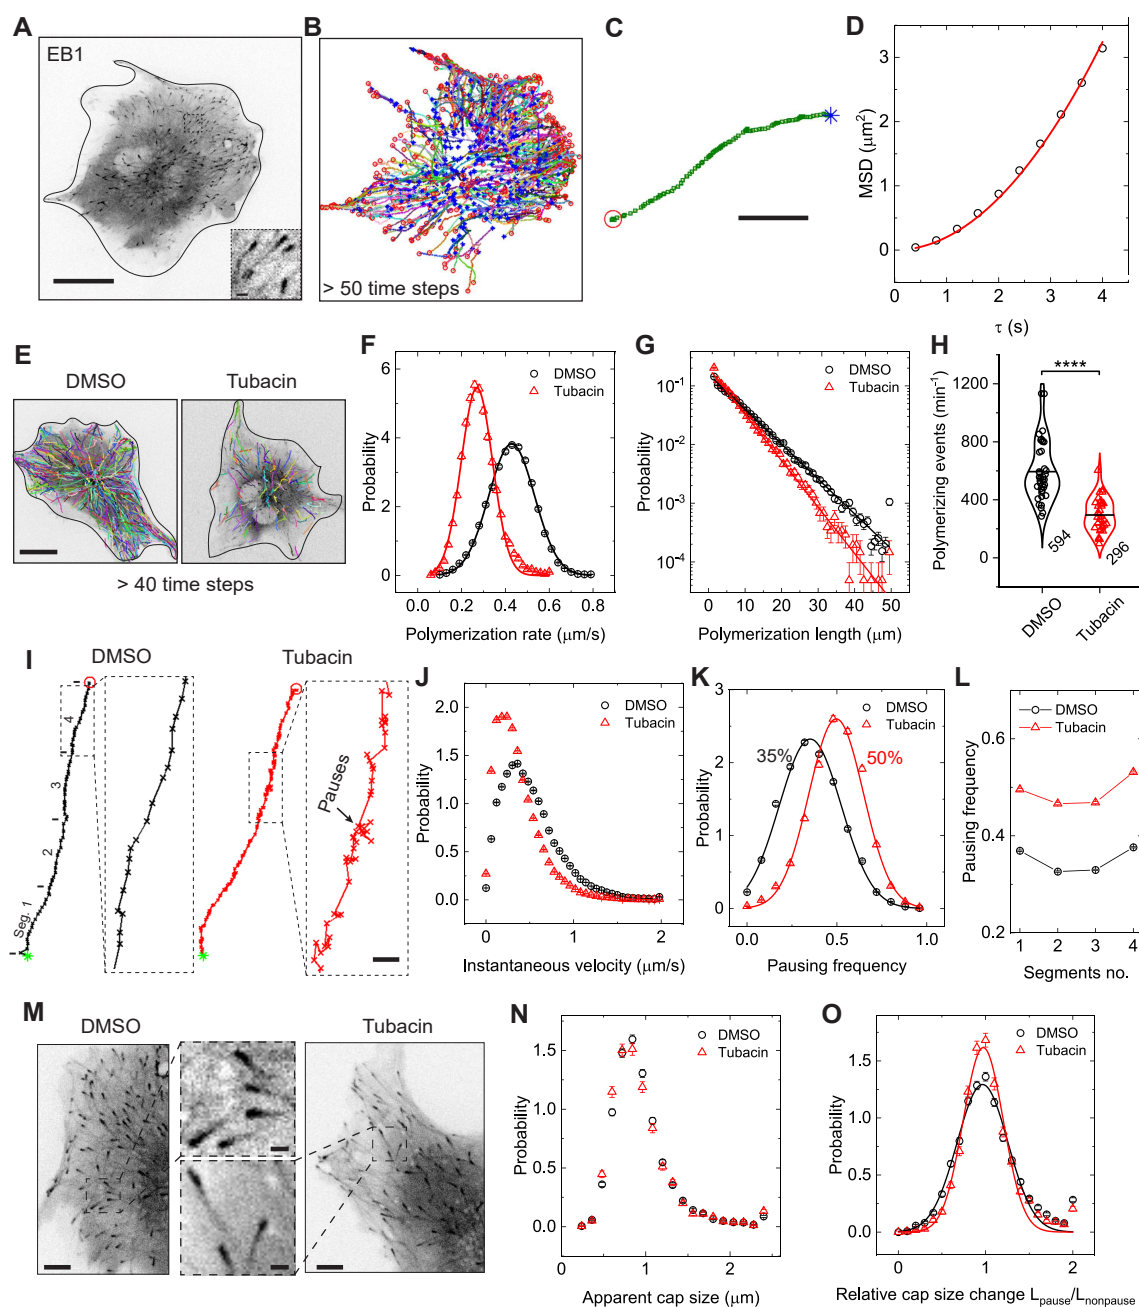 A
EB1
B
> 50 time steps
C
D
MSD (μm²)
3
2
1
0
0
1
2
3
4
τ (s)
E
DMSO
Tubacin
> 40 time steps
F
Probability
6
4
2
0
0.0
0.2
0.4
0.6
0.8
DMSO
Tubacin
Polymerization rate (μm/s)
G
Probability
10⁻¹
10⁻²
10⁻³
10⁻⁴
0
10
20
30
40
50
DMSO
Tubacin
Polymerization length (μm)
H
Polymerizing events (min⁻¹)
1200
800
400
0
****
594
296
DMSO
Tubacin
I
DMSO
Tubacin
Seg. 1
2
3
4
Pauses
J
Probability
2.0
1.5
1.0
0.5
0.0
0
1
2
DMSO
Tubacin
Instantaneous velocity (μm/s)
K
Probability
3
2
1
0
0.0
0.5
1.0
DMSO
Tubacin
35%
50%
Pausing frequency
L
Pausing frequency
0.6
0.4
0.2
1
2
3
4
DMSO
Tubacin
Segments no.
M
DMSO
Tubacin
N
Probability
1.5
1.0
0.5
0.0
0
1
2
DMSO
Tubacin
Apparent cap size (μm)
O
Probability
1.5
1.0
0.5
0.0
0
1
2
DMSO
Tubacin
Relative cap size change L_pause/L_nonpause